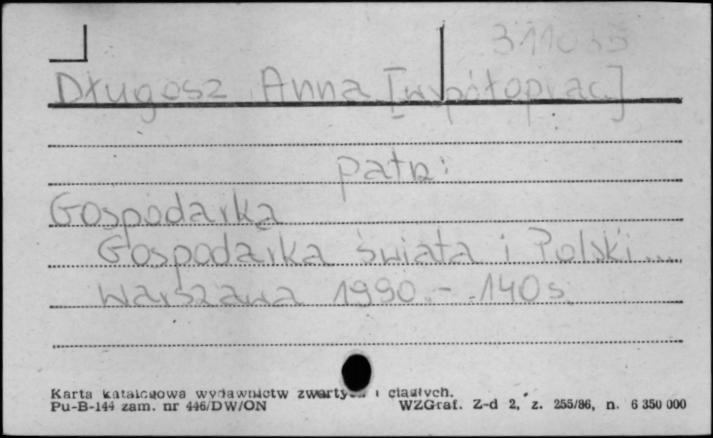 311035
Długosz Anna [współoprac.]
patrz:
Gospodarka
Gospodarka świata i Polski...
Warszawa 1990.- 140 s.
Karta katalogowa wydawnictw zwartych i ciągłych.
Pu-B-144 zam. nr 446/DW/ON WZGraf. Z-d 2, z. 255/86, n. 6 350 000